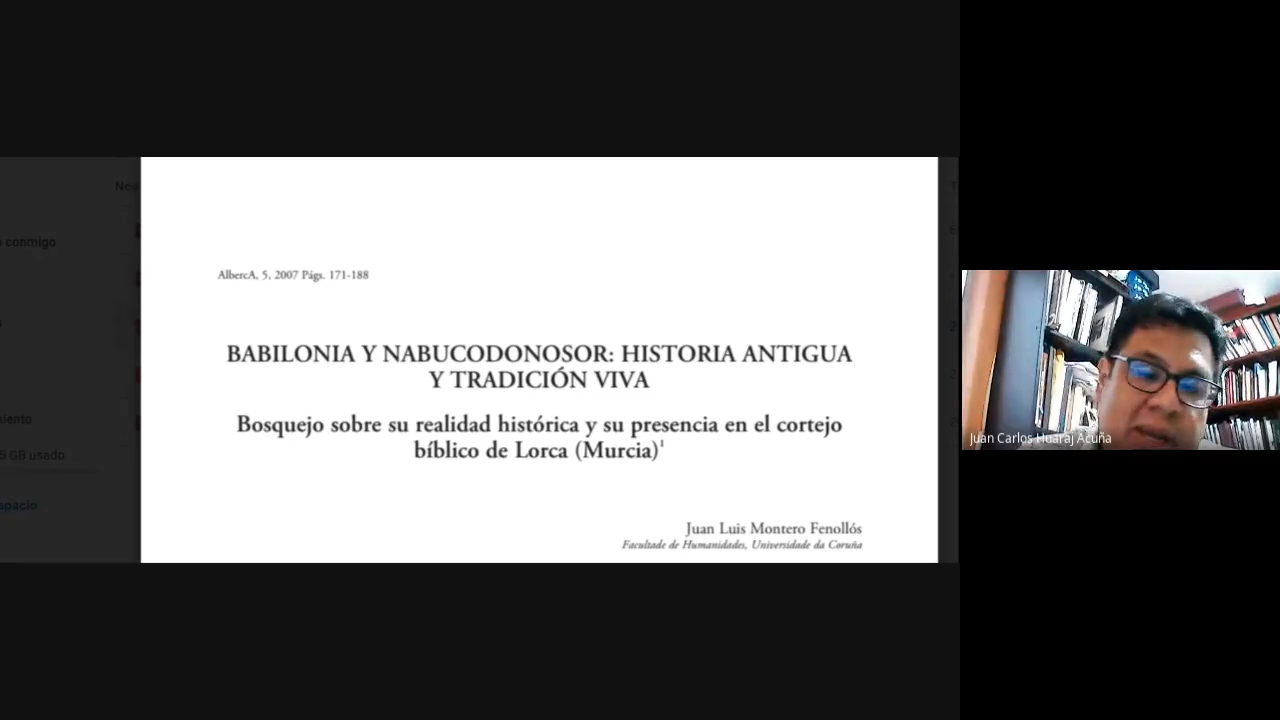 conmigo
5 GB usado
AlbercA, 5, 2007 Págs. 171-188
BABILONIA Y NABUCODONOSOR: HISTORIA ANTIGUA
Y TRADICIÓN VIVA
Bosquejo sobre su realidad histórica y su presencia en el cortejo
bíblico de Lorca (Murcia)¹
Juan Luis Montero Fenollós
Facultade de Humanidades, Universidade da Coruña
Juan Carlos Huaraj Acuña